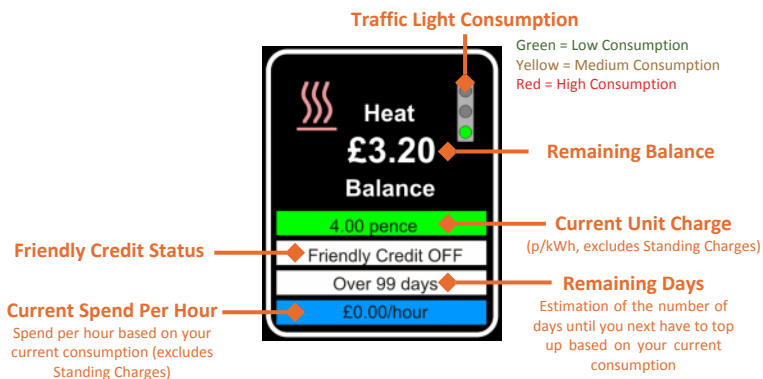 Traffic Light Consumption
Green = Low Consumption
Yellow = Medium Consumption
Red = High Consumption
Heat
£3.20
Balance
Remaining Balance
4.00 pence
Current Unit Charge
(p/kWh, excludes Standing Charges)
Friendly Credit Status
Friendly Credit OFF
Over 99 days
Remaining Days
Estimation of the number of
days until you next have to top
up based on your current
consumption
Current Spend Per Hour
£0.00/hour
Spend per hour based on your
current consumption (excludes
Standing Charges)